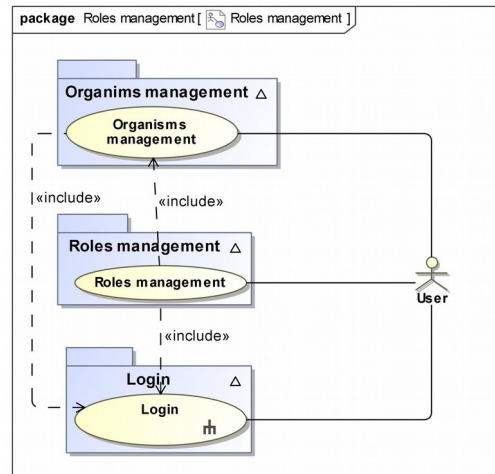 package Roles management[ Roles management ]
Organims management
Organisms
management
«include»
«include»
Roles management
Roles management
User
«include»
Login
Login